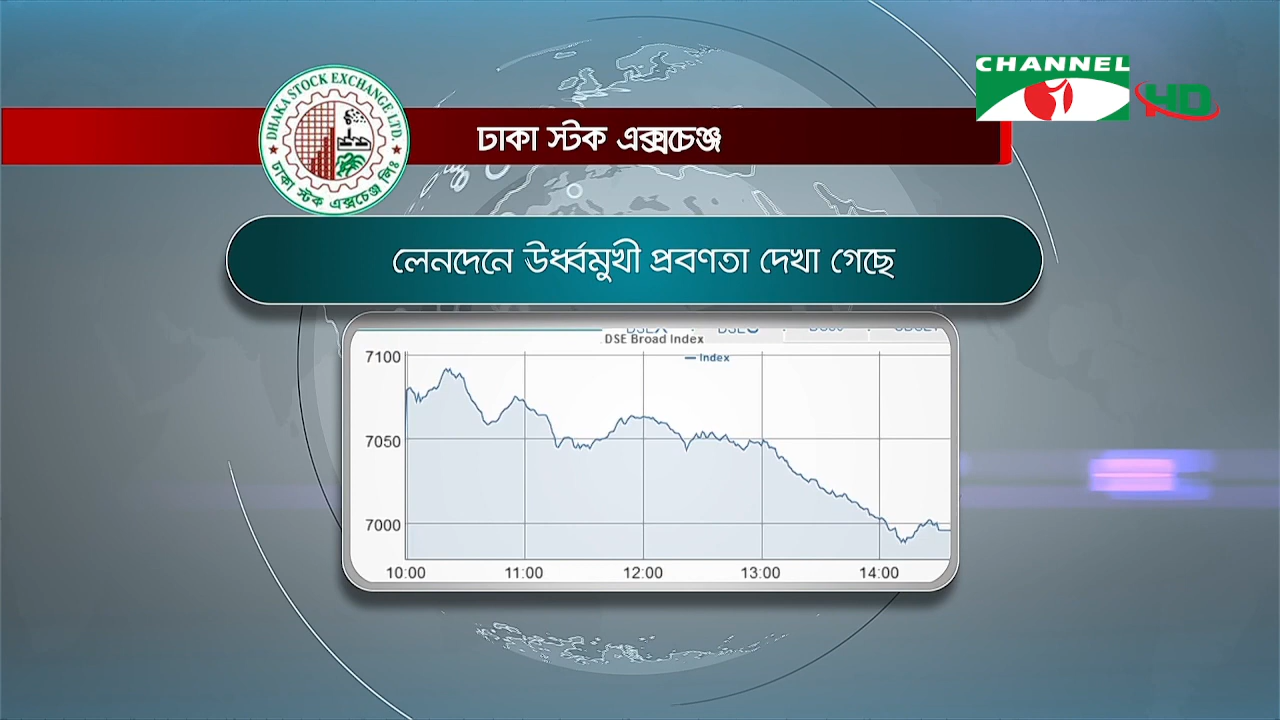 CHANNEL
i HD
DHAKA STOCK EXCHANGE LTD.
ঢাকা স্টক এক্সচেঞ্জ লিঃ
ঢাকা স্টক এক্সচেঞ্জ
লেনদেনে উর্ধ্বমুখী প্রবণতা দেখা গেছে
DSE Broad Index
Index
7100
7050
7000
10:00 11:00 12:00 13:00 14:00